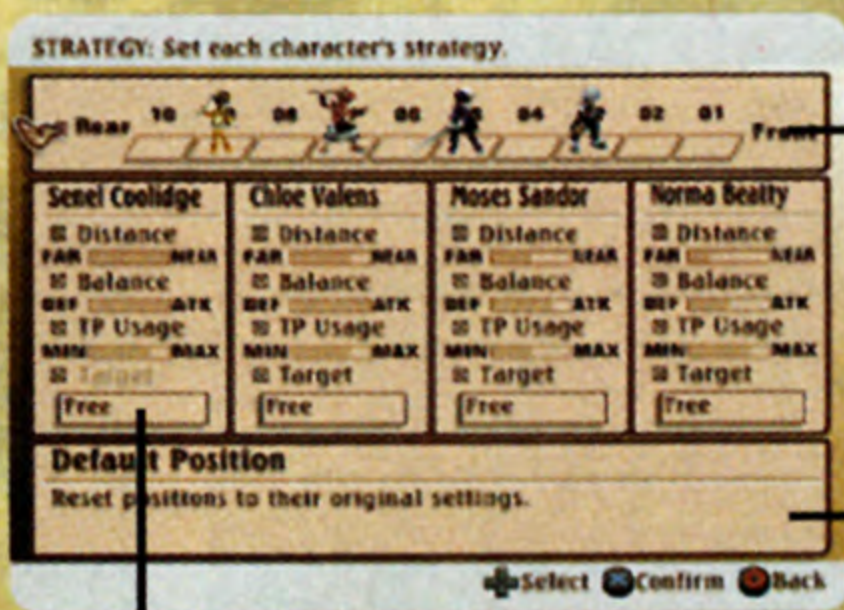 STRATEGY: Set each character's strategy.
Rear 10 08 06 04 02 01 Front
Senel Coolidge Chloe Valens Moses Sandor Norma Beatty
Distance Distance Distance Distance
FAR NEAR FAR NEAR FAR NEAR FAR NEAR
Balance Balance Balance Balance
DEF ATK DEF ATK DEF ATK DEF ATK
TP Usage TP Usage TP Usage TP Usage
MIN MAX MIN MAX MIN MAX MIN MAX
Target Target Target Target
Free Free Free Free
Default Position
Reset positions to their original settings.
Select Confirm Back